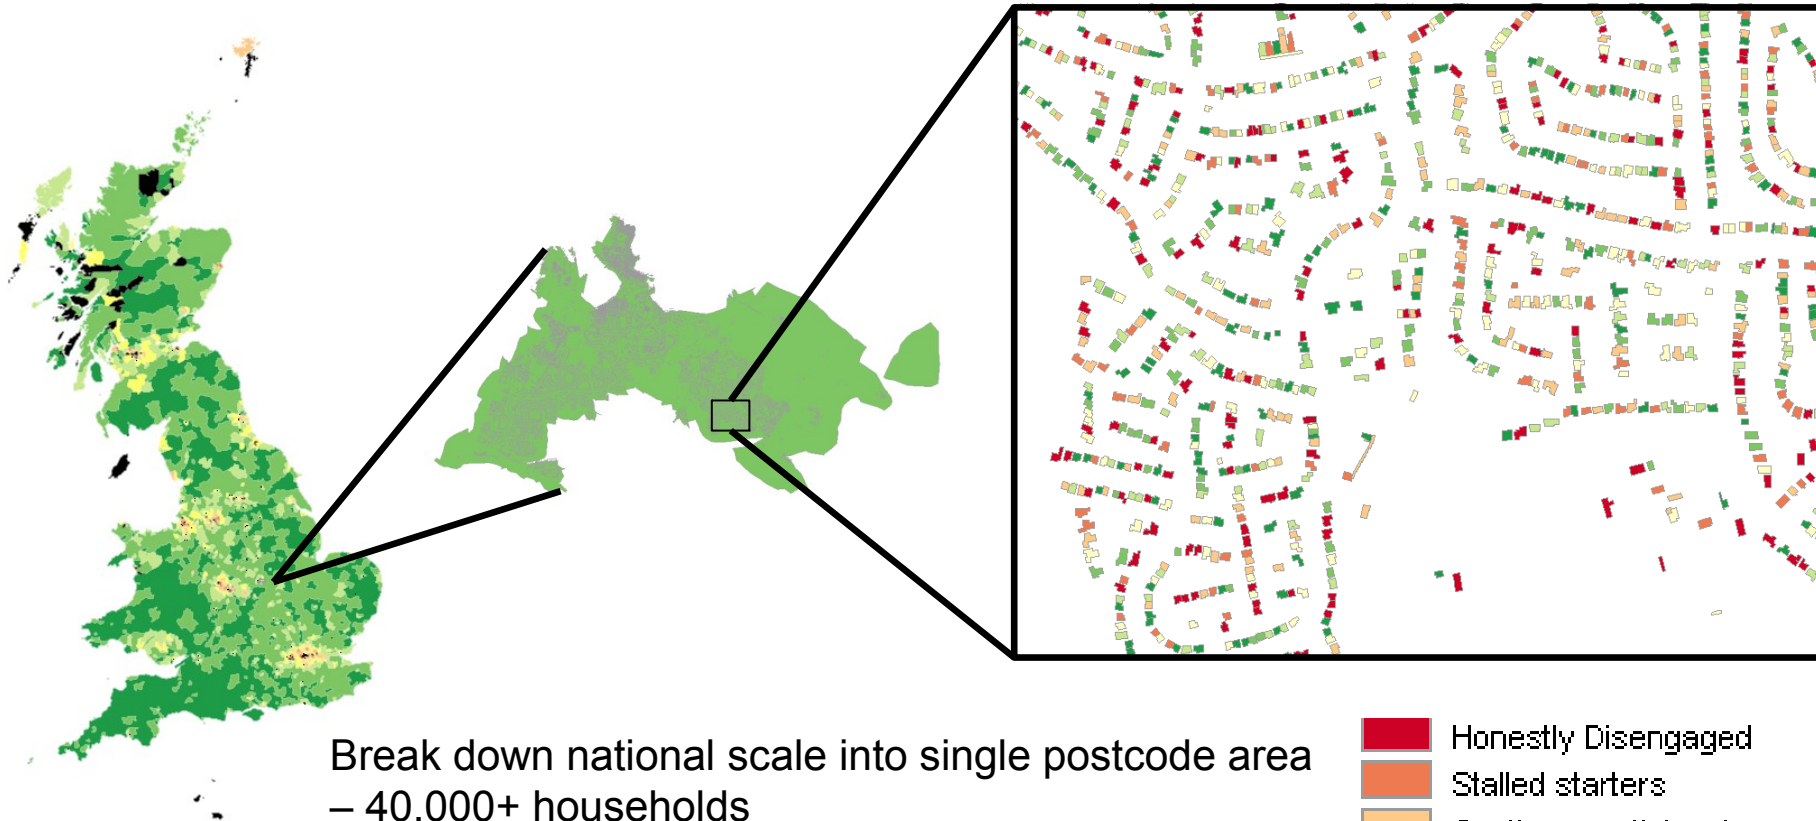 Break down national scale into single postcode area
– 40,000+ households
Honestly Disengaged
Stalled starters